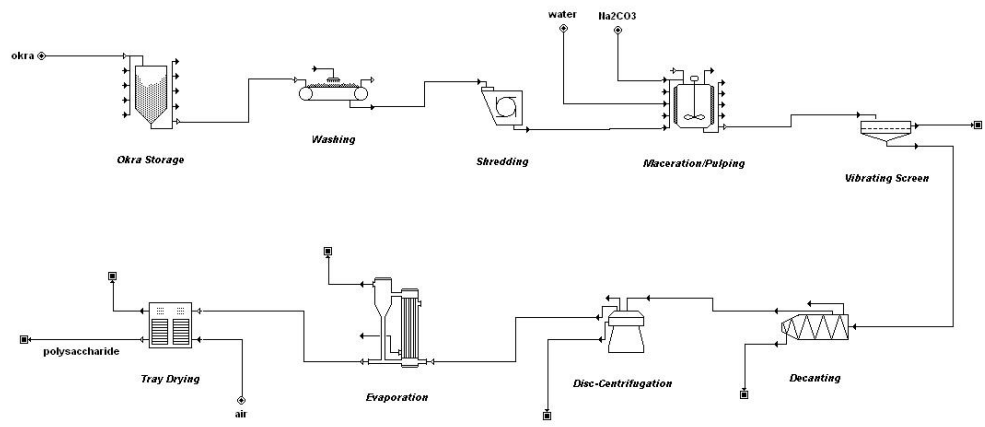 water
Na2CO3
okra
Okra Storage
Washing
Shredding
Maceration/Pulping
Vibrating Screen
polysaccharide
Tray Drying
air
Evaporation
Disc-Centrifugation
Decanting